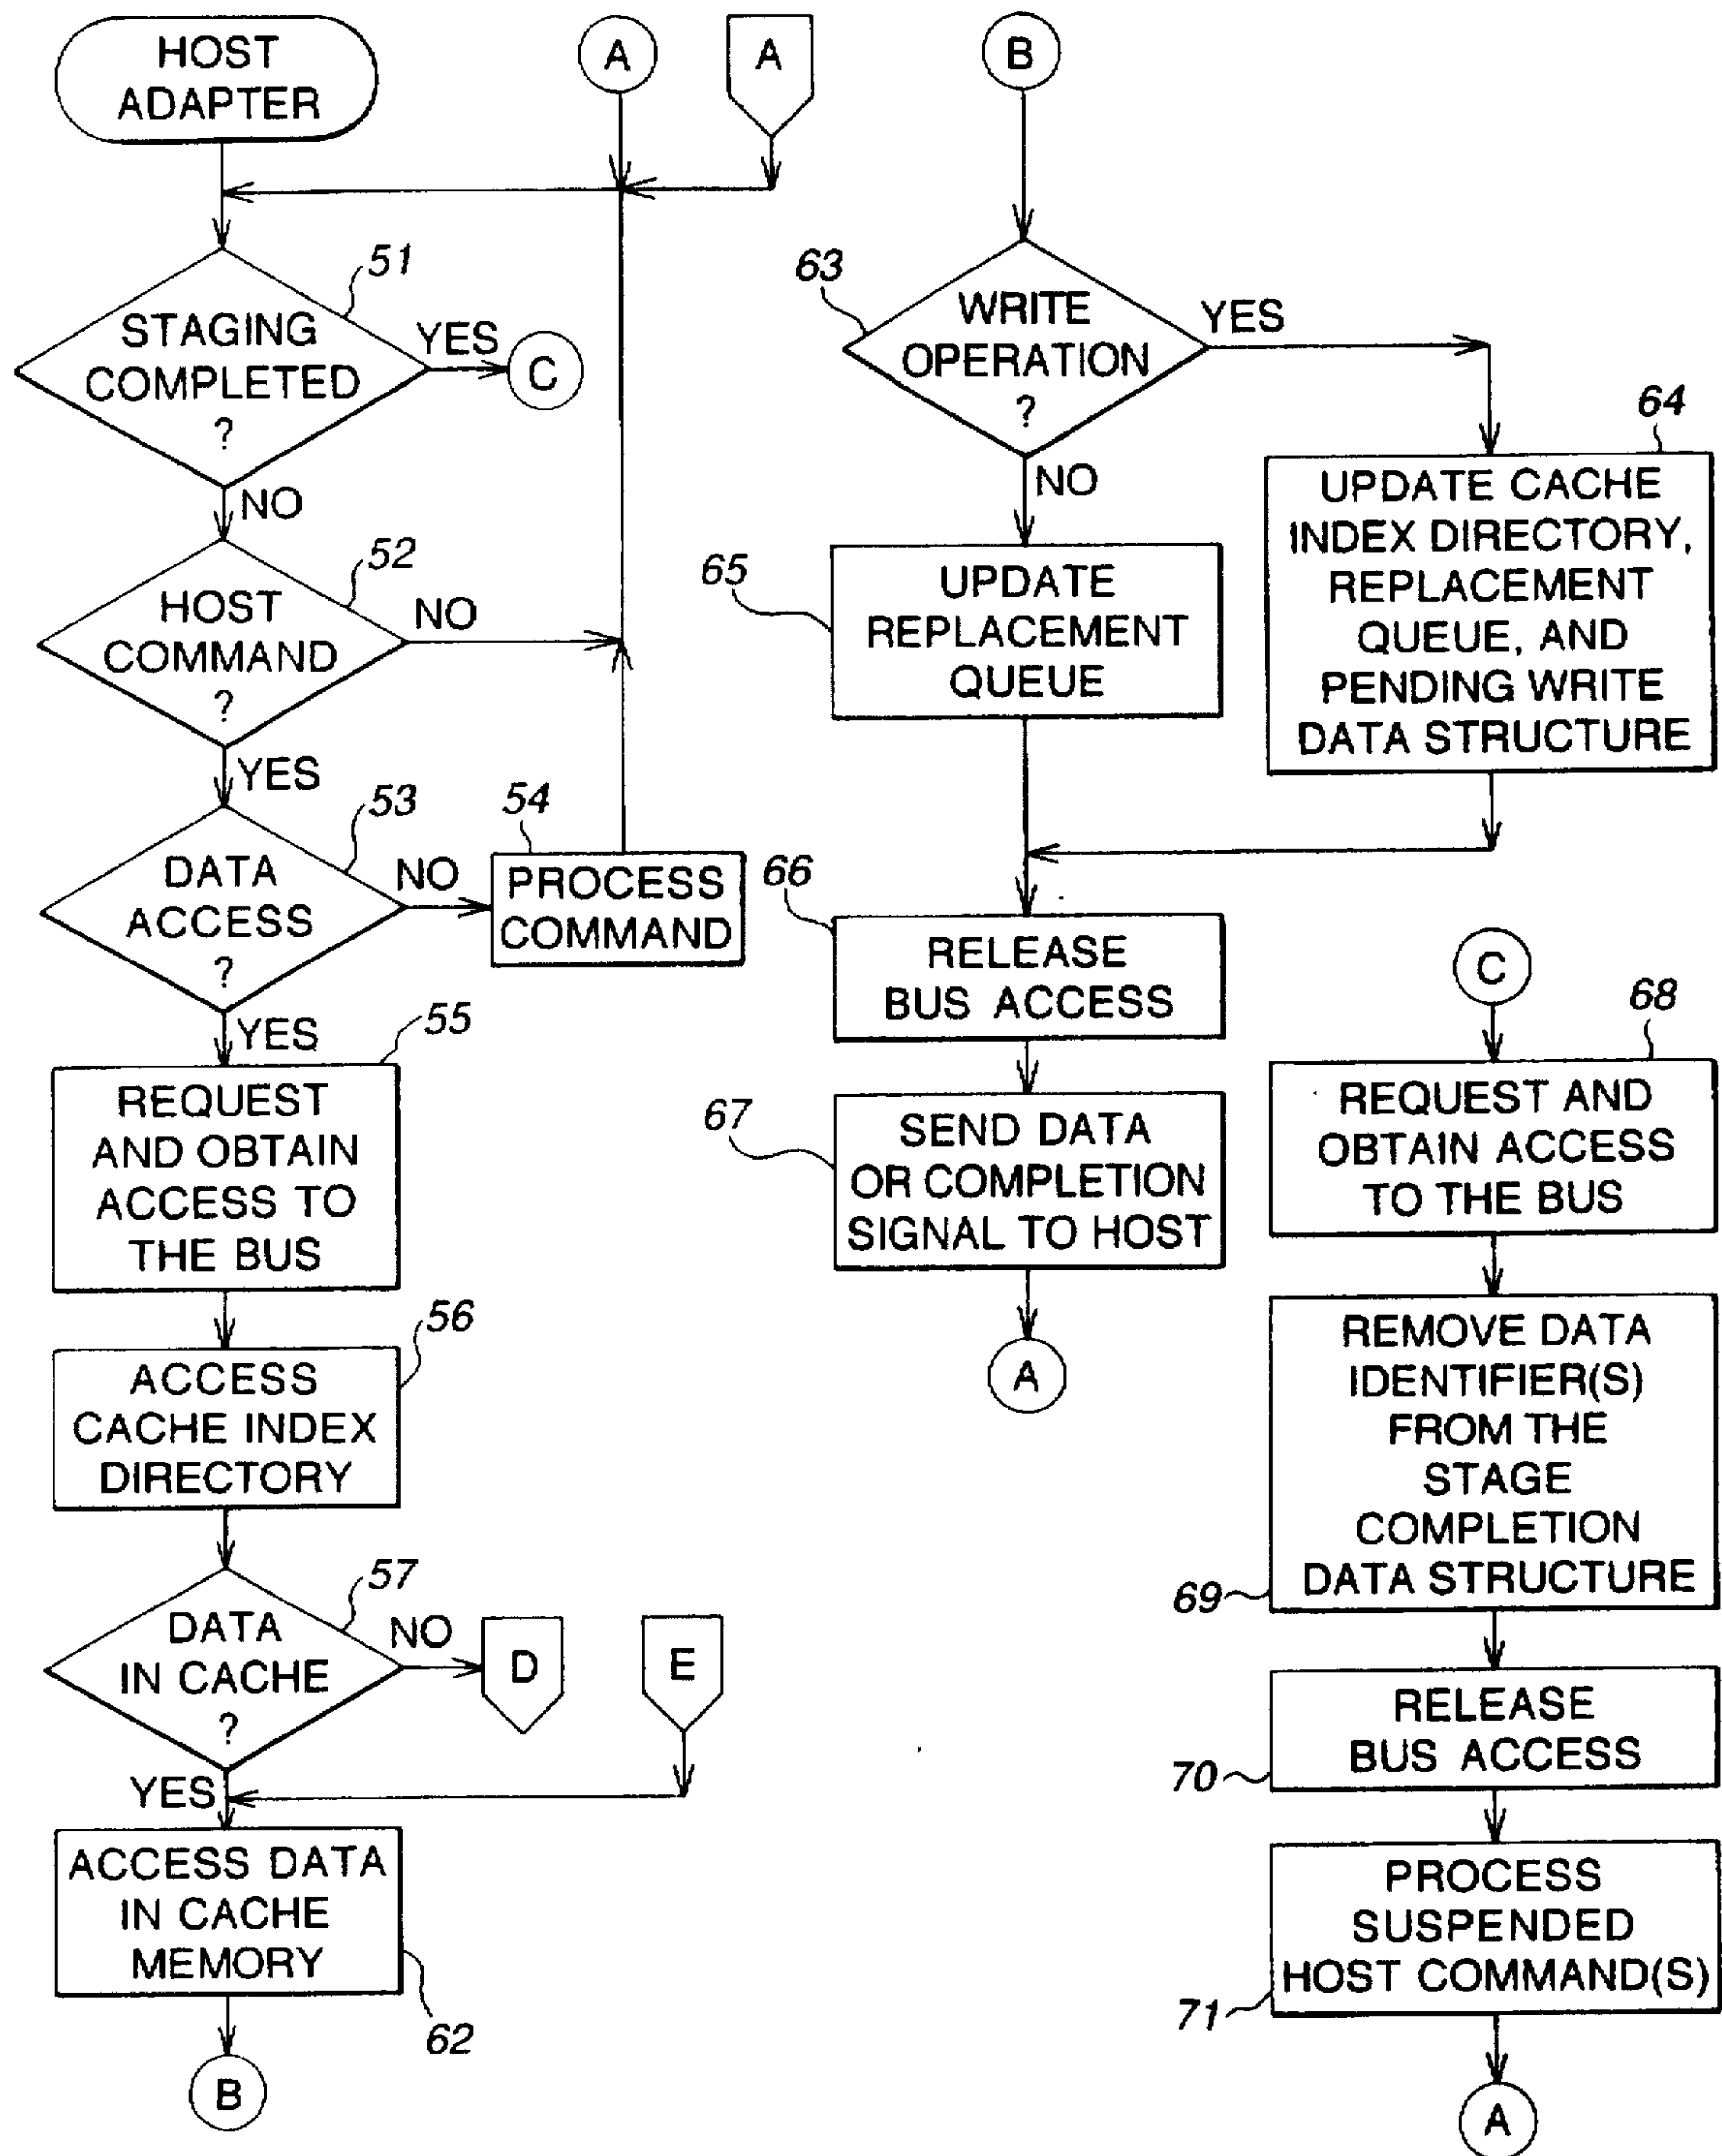 HOST
ADAPTER
A
A
51
STAGING
COMPLETED
?
YES
C
NO
52
HOST
COMMAND
?
NO
YES
53
DATA
ACCESS
?
NO
54
PROCESS
COMMAND
YES
55
REQUEST
AND OBTAIN
ACCESS TO
THE BUS
56
ACCESS
CACHE INDEX
DIRECTORY
57
DATA
IN CACHE
?
NO
D
E
YES
ACCESS DATA
IN CACHE
MEMORY
62
B
B
63
WRITE
OPERATION
?
YES
NO
64
UPDATE CACHE
INDEX DIRECTORY,
REPLACEMENT
QUEUE, AND
PENDING WRITE
DATA STRUCTURE
65
UPDATE
REPLACEMENT
QUEUE
66
RELEASE
BUS ACCESS
67
SEND DATA
OR COMPLETION
SIGNAL TO HOST
A
C
68
REQUEST AND
OBTAIN ACCESS
TO THE BUS
REMOVE DATA
IDENTIFIER(S)
FROM THE
STAGE
COMPLETION
DATA STRUCTURE
69
RELEASE
BUS ACCESS
70
PROCESS
SUSPENDED
HOST COMMAND(S)
71
A